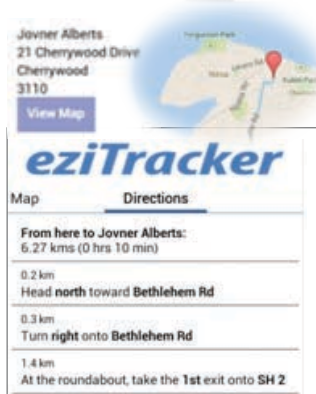 Jovner Alberts
21 Cherrywood Drive
Cherrywood
3110
View Map
Fergusson Park
eziTracker
Map Directions
From here to Jovner Alberts:
6.27 kms (0 hrs 10 min)
0.2 km
Head north toward Bethlehem Rd
0.3 km
Turn right onto Bethlehem Rd
1.4 km
At the roundabout, take the 1st exit onto SH 2